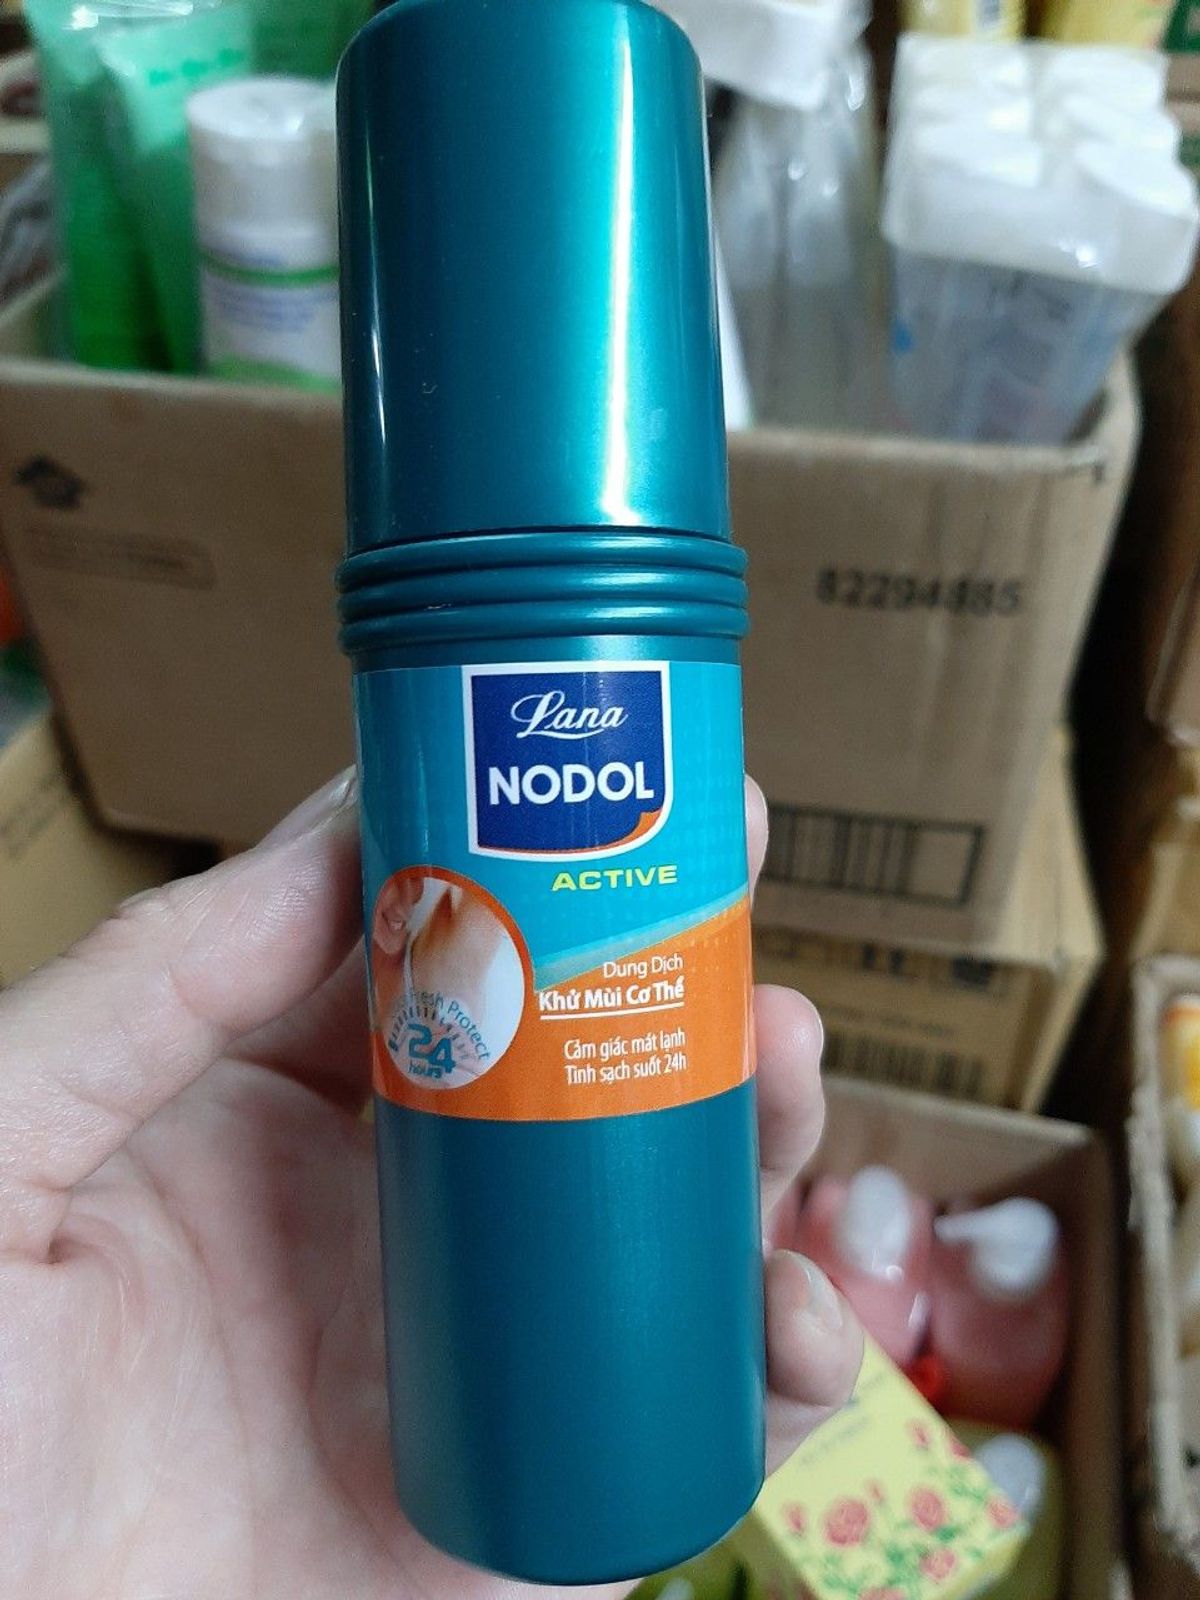 82294885
Lana
NODOL
ACTIVE
Dung Dịch
Khử Mùi Cơ Thể
Cảm giác mát lạnh
Tinh sạch suốt 24h
Fresh Protect
24
hours